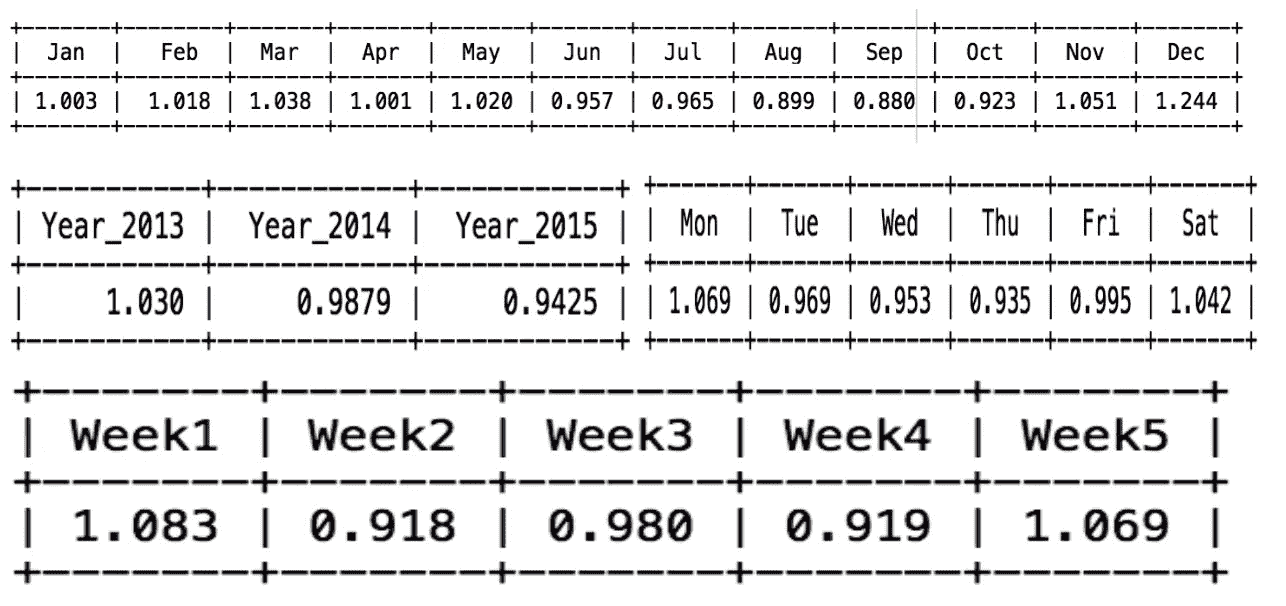 | Jan | Feb | Mar | Apr | May | Jun | Jul | Aug | Sep | Oct | Nov | Dec |
| 1.003 | 1.018 | 1.038 | 1.001 | 1.020 | 0.957 | 0.965 | 0.899 | 0.880 | 0.923 | 1.051 | 1.244 |
| Year_2013 | Year_2014 | Year_2015 |
| 1.030 | 0.9879 | 0.9425 |
| Mon | Tue | Wed | Thu | Fri | Sat |
| 1.069 | 0.969 | 0.953 | 0.935 | 0.995 | 1.042 |
| Week1 | Week2 | Week3 | Week4 | Week5 |
| 1.083 | 0.918 | 0.980 | 0.919 | 1.069 |